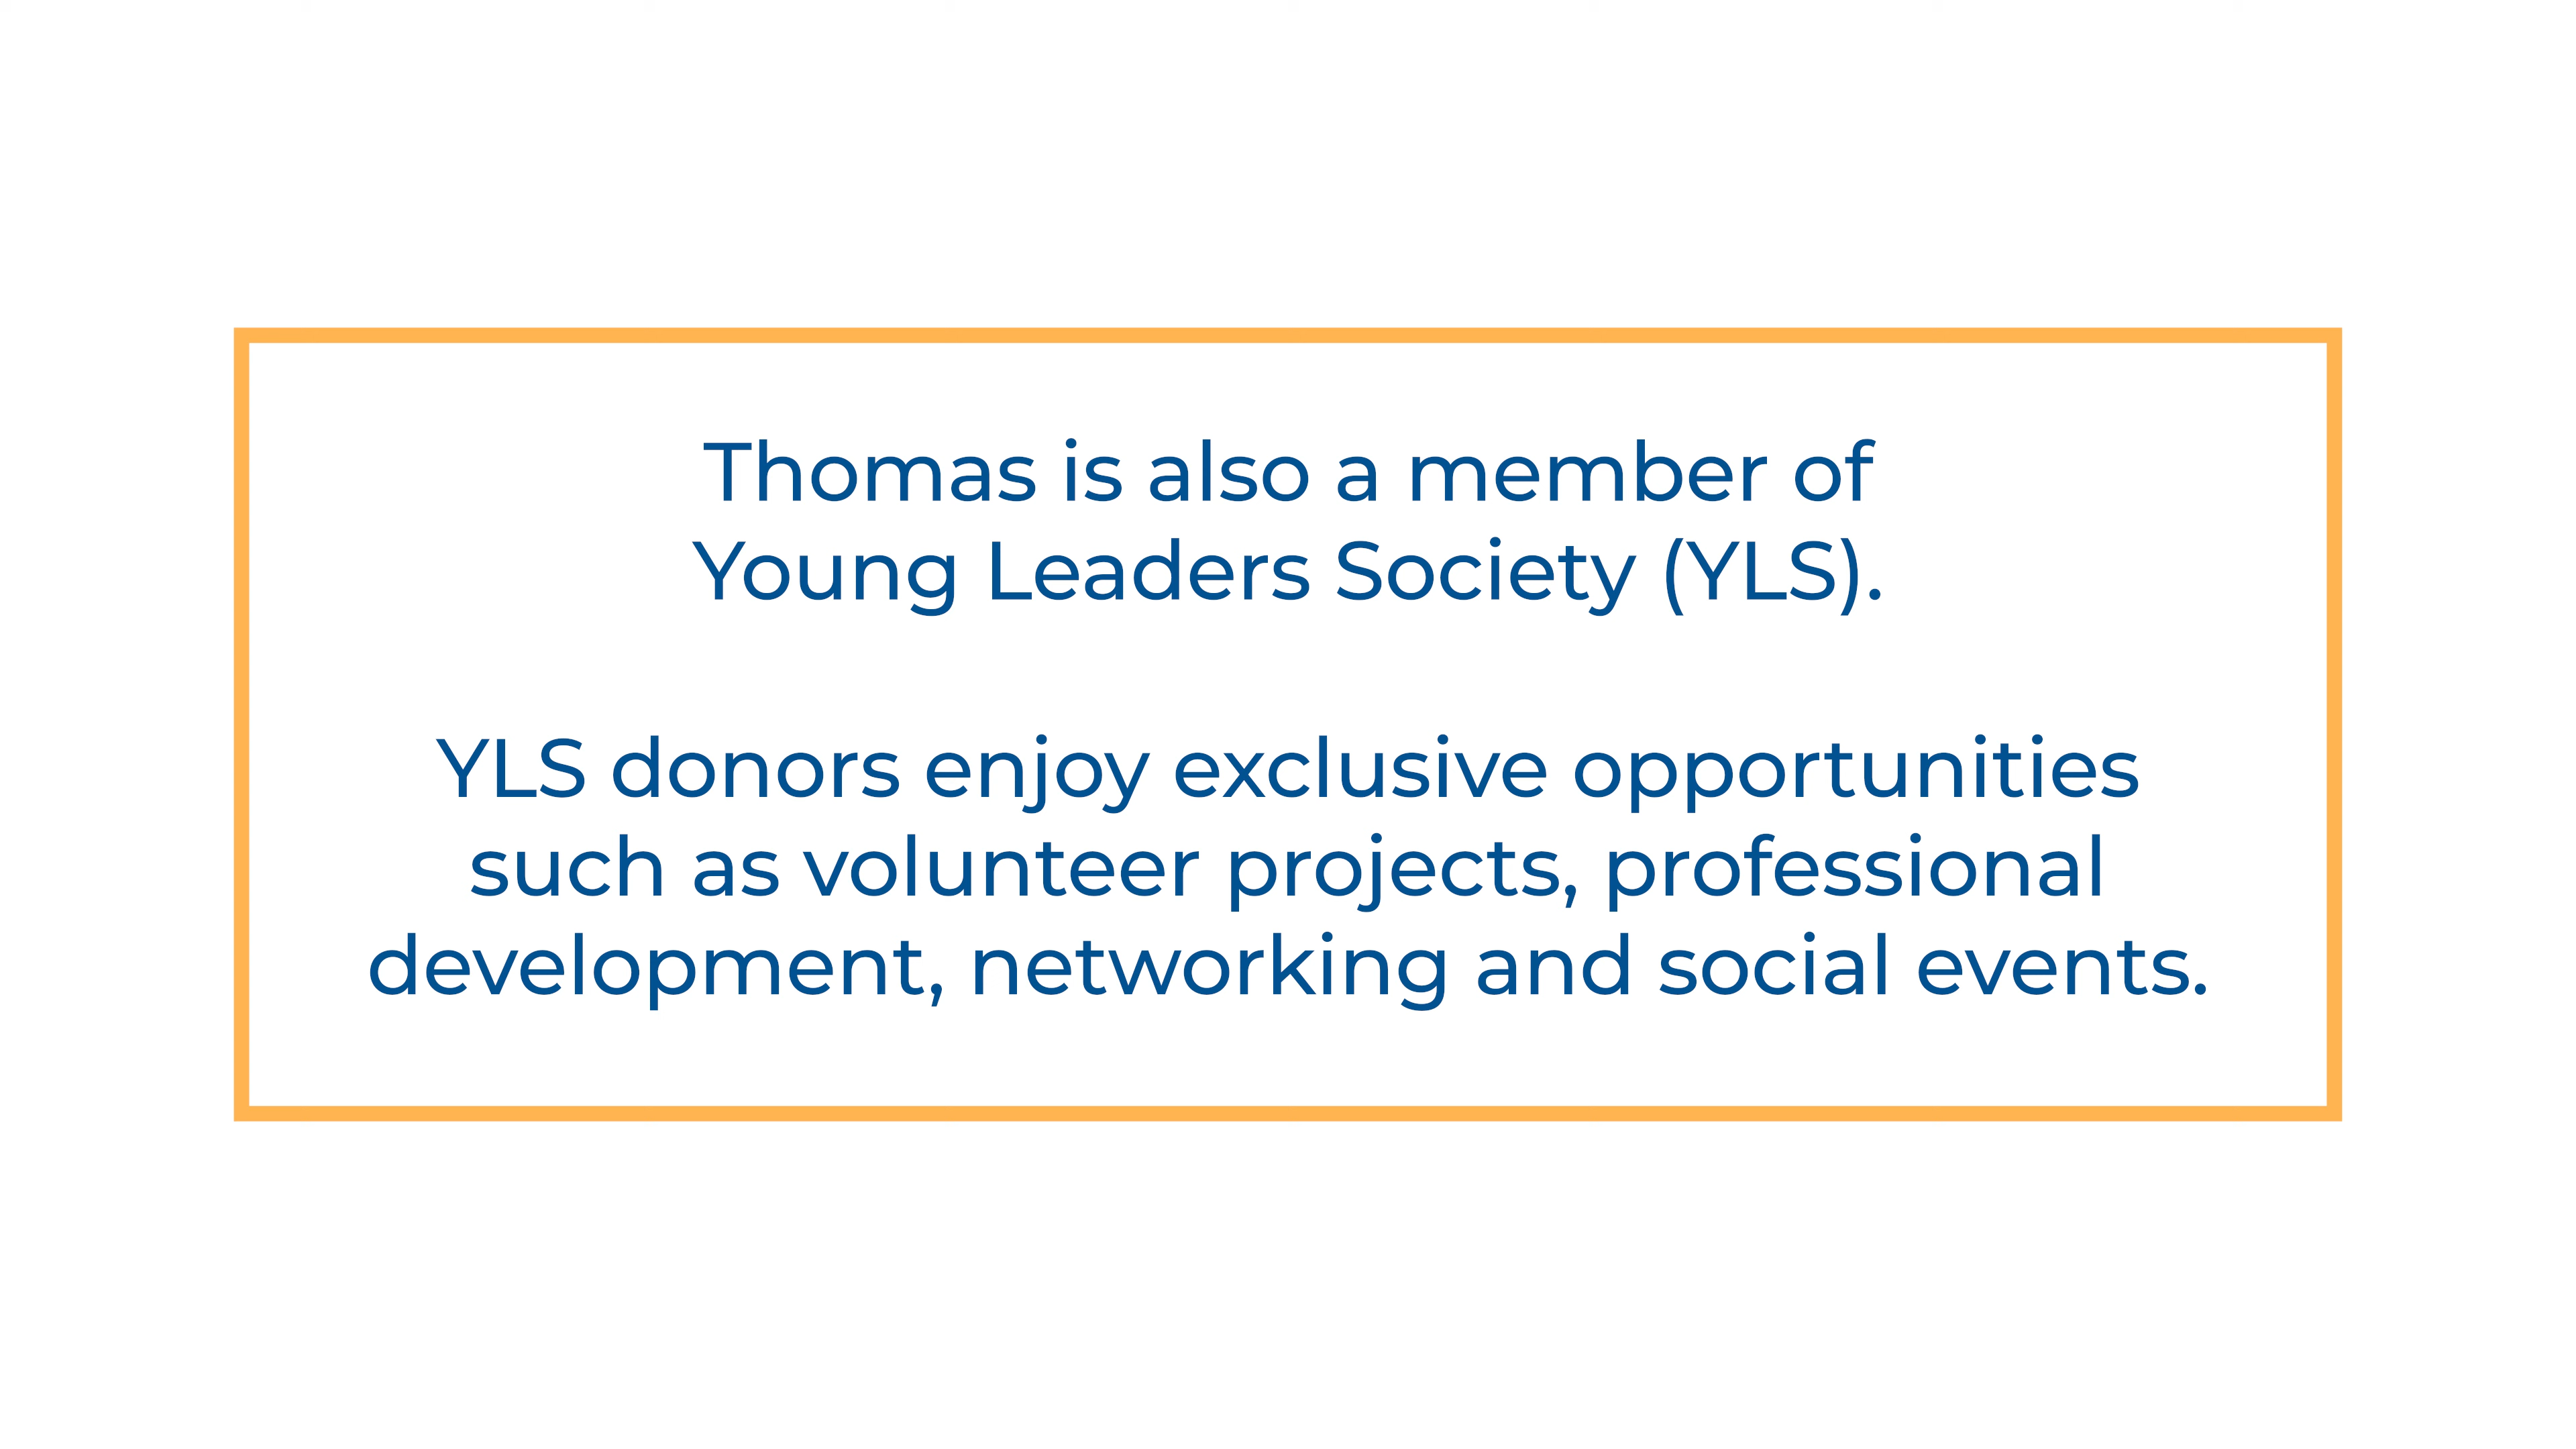 Thomas is also a member of
Young Leaders Society (YLS).
YLS donors enjoy exclusive opportunities
such as volunteer projects, professional
development, networking and social events.